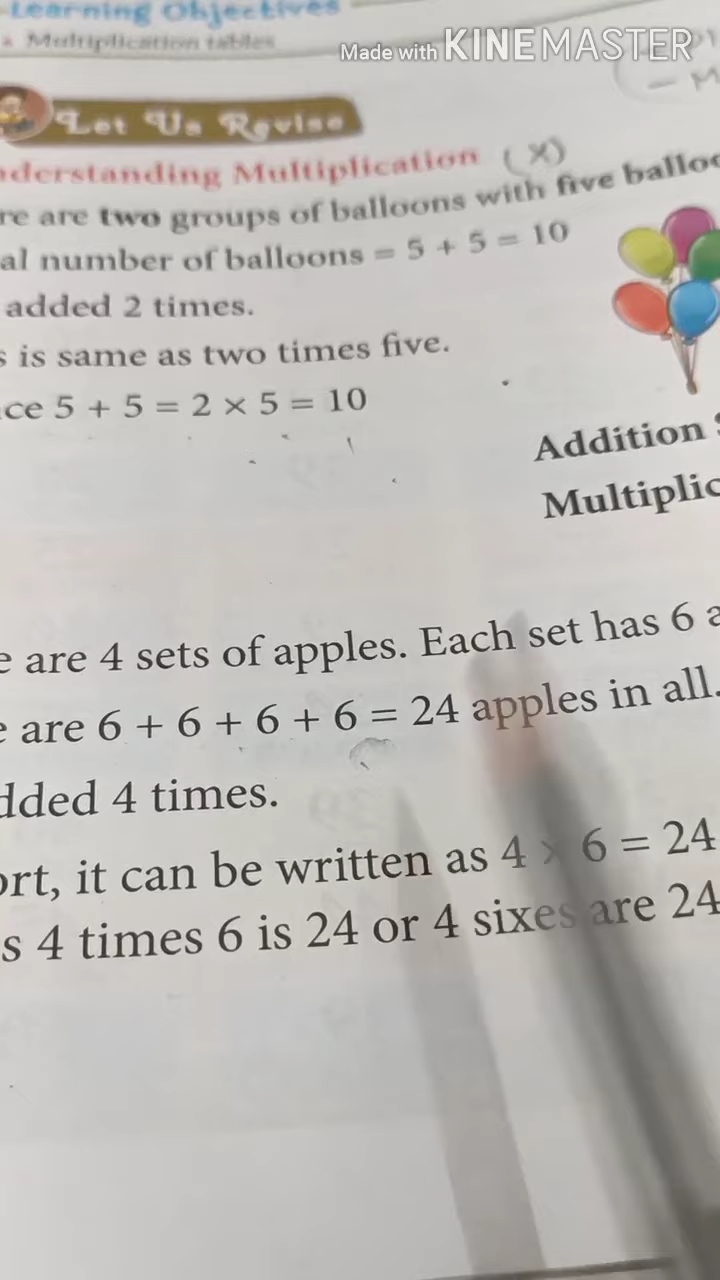 Learning Objectives
Multiplication tables
Made with KINEMASTER
Let Us Revise
nderstanding Multiplication (×)
re are two groups of balloons with five balloo
al number of balloons = 5 + 5 = 10
added 2 times.
s is same as two times five.
ce 5 + 5 = 2 × 5 = 10
Addition
Multiplic
e are 4 sets of apples. Each set has 6 a
e are 6 + 6 + 6 + 6 = 24 apples in all.
dded 4 times.
ort, it can be written as 4 × 6 = 24
s 4 times 6 is 24 or 4 sixes are 24